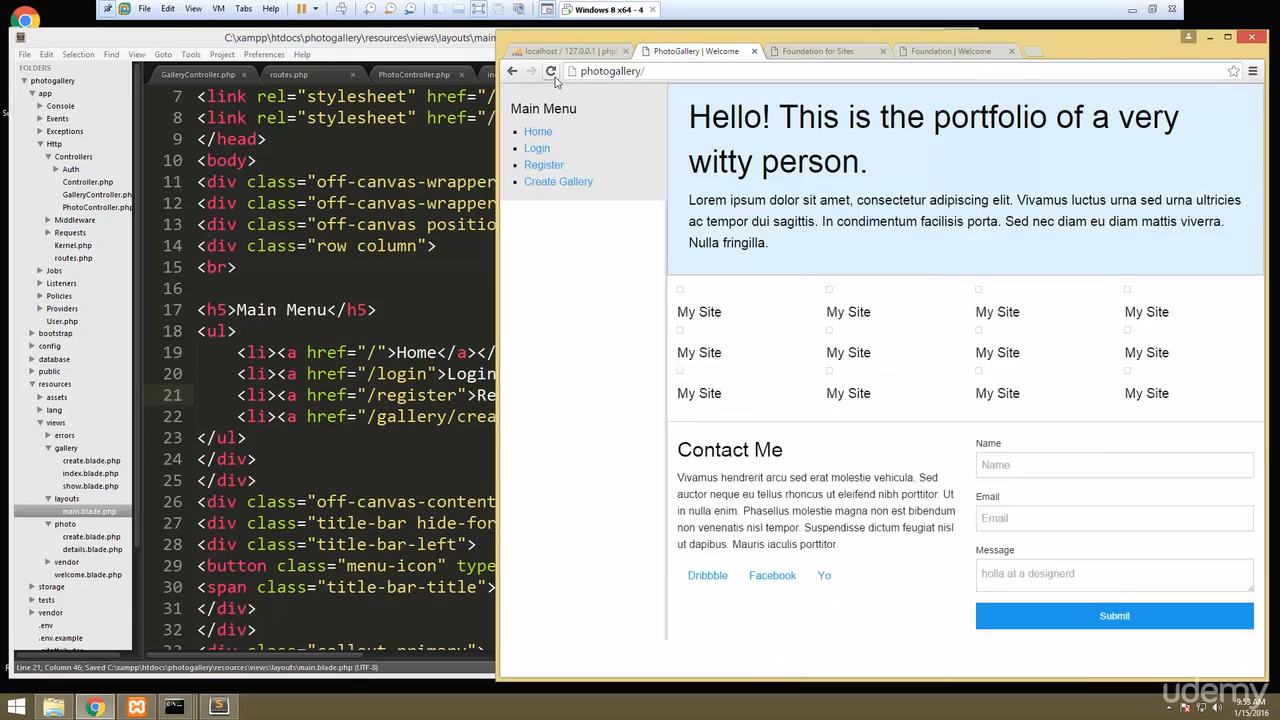 File Edit View VM Tabs Help
Windows 8 x64 - 4
C:\xampp\htdocs\photogallery\resources\views\layouts\main
File Edit Selection Find View Goto Tools Project Preferences Help
FOLDERS
photogallery
app
Console
Events
Exceptions
Http
Controllers
Auth
Controller.php
GalleryController.php
PhotoController.php
Middleware
Requests
Kernel.php
routes.php
Jobs
Listeners
Policies
Providers
User.php
bootstrap
config
database
public
resources
assets
lang
views
errors
gallery
create.blade.php
index.blade.php
show.blade.php
layouts
main.blade.php
photo
create.blade.php
details.blade.php
vendor
welcome.blade.php
storage
tests
vendor
.env
.env.example
GalleryController.php routes.php PhotoController.php
7 <link rel="stylesheet" href="/
8 <link rel="stylesheet" href="/
9 </head>
10 <body>
11 <div class="off-canvas-wrapper
12 <div class="off-canvas-wrapper
13 <div class="off-canvas positio
14 <div class="row column">
15 <br>
16
17 <h5>Main Menu</h5>
18 <ul>
19 <li><a href="/">Home</a></
20 <li><a href="/login">Login
21 <li><a href="/register">Re
22 <li><a href="/gallery/crea
23 </ul>
24 </div>
25 </div>
26 <div class="off-canvas-content
27 <div class="title-bar hide-for
28 <div class="title-bar-left">
29 <button class="menu-icon" type
30 <span class="title-bar-title">
31 </div>
32 </div>
Line 21, Column 46; Saved C:\xampp\htdocs\photogallery\resources\views\layouts\main.blade.php (UTF-8)
localhost / 127.0.0.1 | php
PhotoGallery | Welcome
Foundation for Sites
Foundation | Welcome
photogallery/
Main Menu
Home
Login
Register
Create Gallery
Hello! This is the portfolio of a very
witty person.
Lorem ipsum dolor sit amet, consectetur adipiscing elit. Vivamus luctus urna sed urna ultricies
ac tempor dui sagittis. In condimentum facilisis porta. Sed nec diam eu diam mattis viverra.
Nulla fringilla.
My Site My Site My Site My Site
My Site My Site My Site My Site
My Site My Site My Site My Site
Contact Me
Vivamus hendrerit arcu sed erat molestie vehicula. Sed
auctor neque eu tellus rhoncus ut eleifend nibh porttitor. Ut
in nulla enim. Phasellus molestie magna non est bibendum
non venenatis nisl tempor. Suspendisse dictum feugiat nisl
ut dapibus. Mauris iaculis porttitor.
Dribbble Facebook Yo
Name
Name
Email
Email
Message
holla at a designerd
Submit
udemy
9:53 AM
1/15/2016